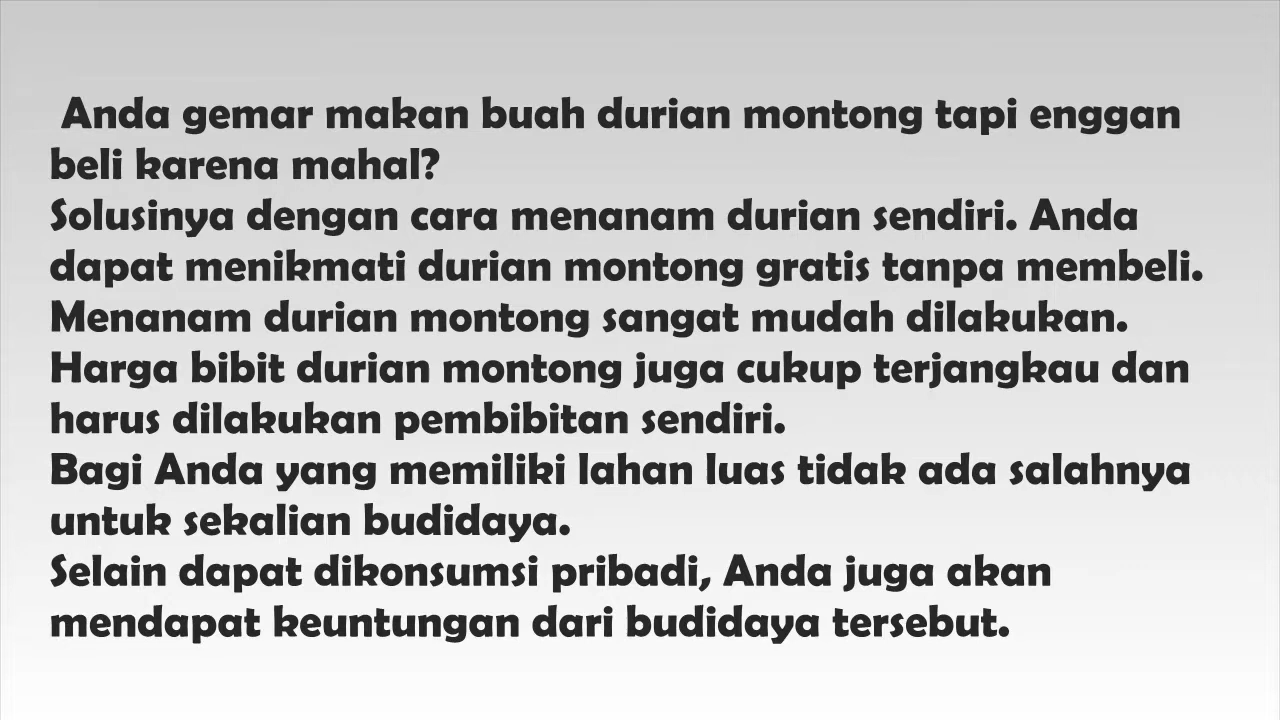 Anda gemar makan buah durian montong tapi enggan
beli karena mahal?
Solusinya dengan cara menanam durian sendiri. Anda
dapat menikmati durian montong gratis tanpa membeli.
Menanam durian montong sangat mudah dilakukan.
Harga bibit durian montong juga cukup terjangkau dan
harus dilakukan pembibitan sendiri.
Bagi Anda yang memiliki lahan luas tidak ada salahnya
untuk sekalian budidaya.
Selain dapat dikonsumsi pribadi, Anda juga akan
mendapat keuntungan dari budidaya tersebut.